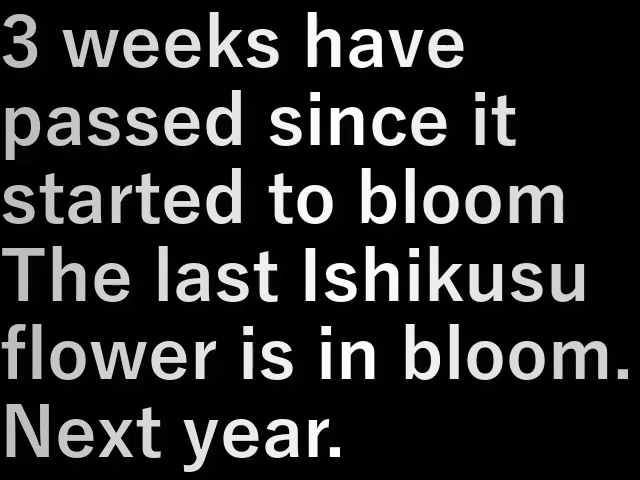 3 weeks have
passed since it
started to bloom
The last Ishikusu
flower is in bloom.
Next year.